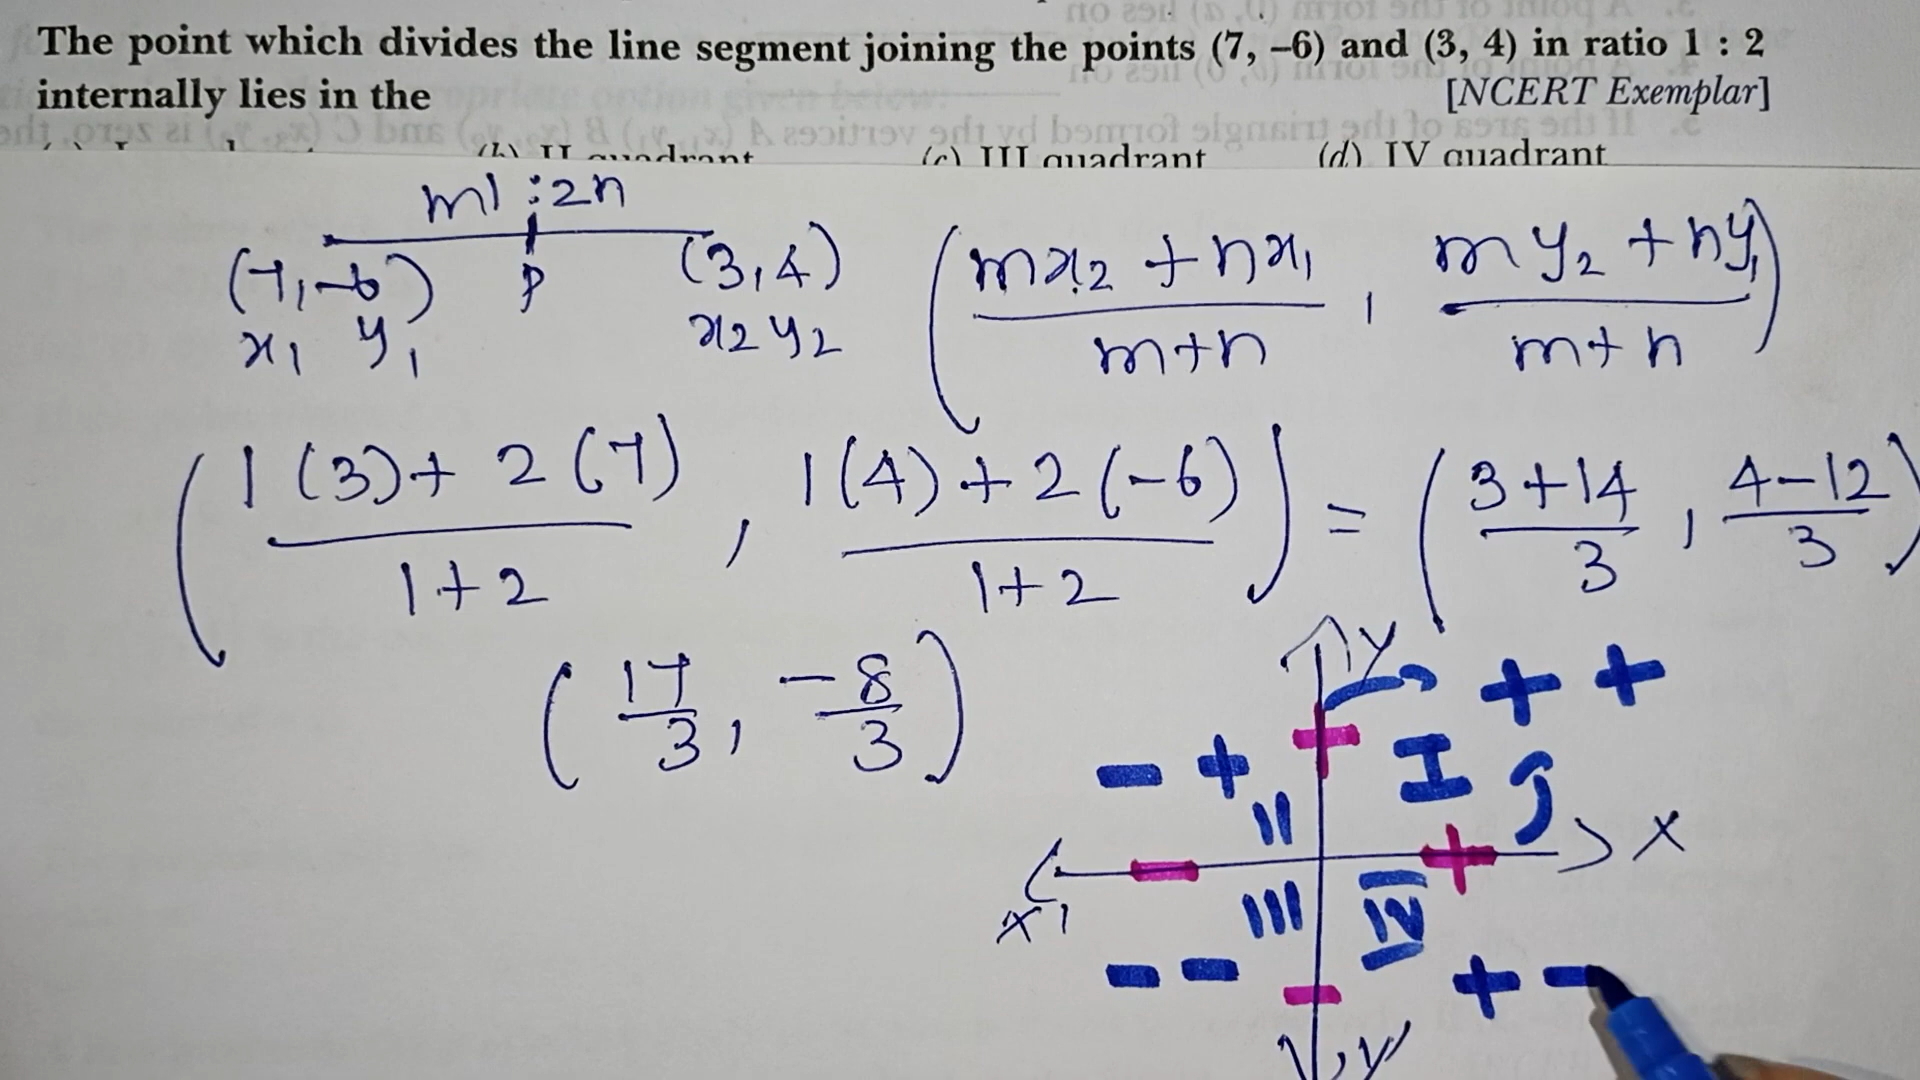 The point which divides the line segment joining the points (7, –6) and (3, 4) in ratio 1 : 2
internally lies in the [NCERT Exemplar]
(b) II quadrant (c) III quadrant (d) IV quadrant
m1 : 2n
(7, -6) P (3, 4)
x1 y1 x2 y2
(mx2 + nx1 / m+n , my2 + ny1 / m+n)
(1(3) + 2(7) / 1+2 , 1(4) + 2(-6) / 1+2) = (3+14 / 3 , 4-12 / 3)
(17/3 , -8/3)
Y
+ +
- + +
II I
X' - + X
III IV
- - - + -
Y'